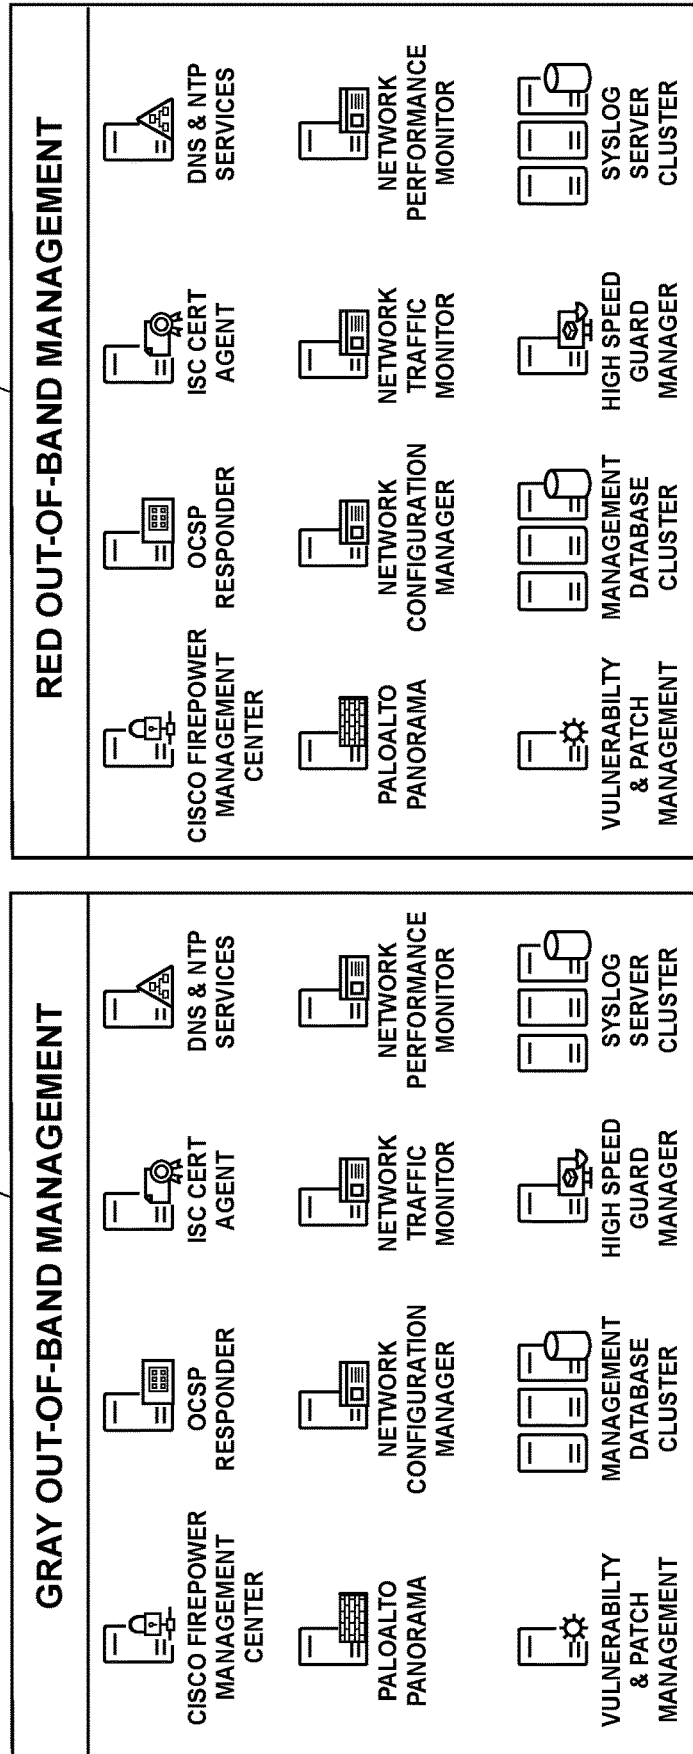 GRAY OUT-OF-BAND MANAGEMENT
CISCO FIREPOWER
MANAGEMENT
CENTER
OCSP
RESPONDER
ISC CERT
AGENT
DNS & NTP
SERVICES
PALOALTO
PANORAMA
NETWORK
CONFIGURATION
MANAGER
NETWORK
TRAFFIC
MONITOR
NETWORK
PERFORMANCE
MONITOR
VULNERABILTY
& PATCH
MANAGEMENT
MANAGEMENT
DATABASE
CLUSTER
HIGH SPEED
GUARD
MANAGER
SYSLOG
SERVER
CLUSTER
RED OUT-OF-BAND MANAGEMENT
CISCO FIREPOWER
MANAGEMENT
CENTER
OCSP
RESPONDER
ISC CERT
AGENT
DNS & NTP
SERVICES
PALOALTO
PANORAMA
NETWORK
CONFIGURATION
MANAGER
NETWORK
TRAFFIC
MONITOR
NETWORK
PERFORMANCE
MONITOR
VULNERABILTY
& PATCH
MANAGEMENT
MANAGEMENT
DATABASE
CLUSTER
HIGH SPEED
GUARD
MANAGER
SYSLOG
SERVER
CLUSTER